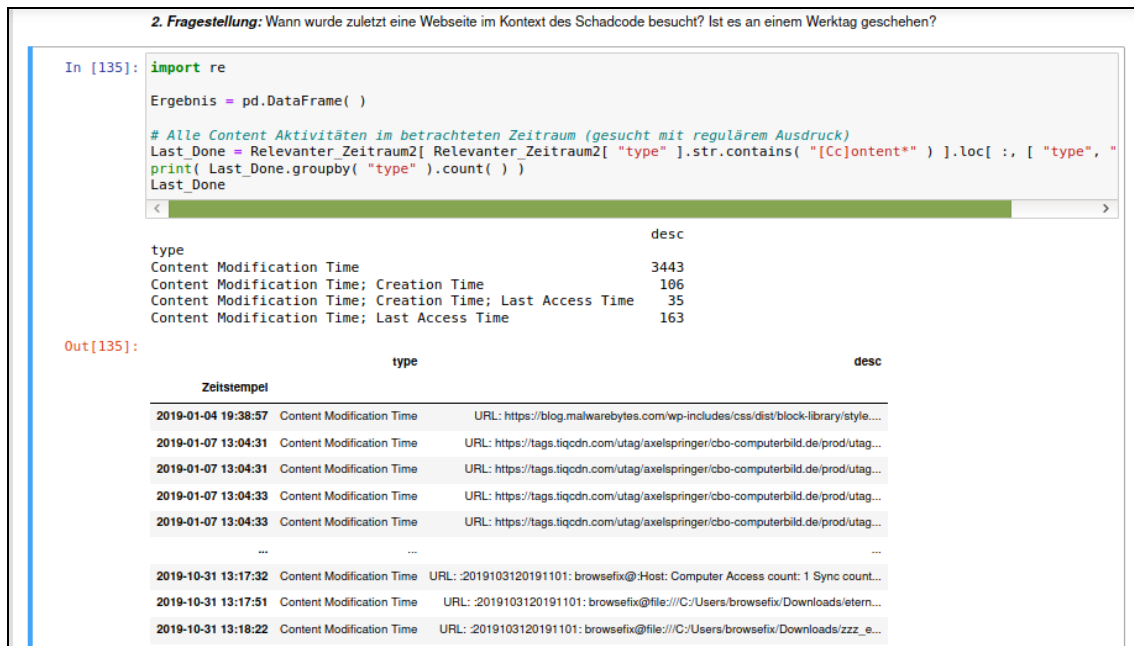 2. Fragestellung: Wann wurde zuletzt eine Webseite im Kontext des Schadcode besucht? Ist es an einem Werktag geschehen?
In [135]: import re
Ergebnis = pd.DataFrame( )
# Alle Content Aktivitäten im betrachteten Zeitraum (gesucht mit regulärem Ausdruck)
Last_Done = Relevanter_Zeitraum2[ Relevanter_Zeitraum2[ "type" ].str.contains( "[Cc]ontent*" ) ].loc[ :, [ "type", "
print( Last_Done.groupby( "type" ).count( ) )
Last_Done
desc
type
Content Modification Time 3443
Content Modification Time; Creation Time 106
Content Modification Time; Creation Time; Last Access Time 35
Content Modification Time; Last Access Time 163
Out[135]:
type desc
Zeitstempel
2019-01-04 19:38:57 Content Modification Time URL: https://blog.malwarebytes.com/wp-includes/css/dist/block-library/style....
2019-01-07 13:04:31 Content Modification Time URL: https://tags.tiqcdn.com/utag/axelspringer/cbo-computerbild.de/prod/utag...
2019-01-07 13:04:31 Content Modification Time URL: https://tags.tiqcdn.com/utag/axelspringer/cbo-computerbild.de/prod/utag...
2019-01-07 13:04:33 Content Modification Time URL: https://tags.tiqcdn.com/utag/axelspringer/cbo-computerbild.de/prod/utag...
2019-01-07 13:04:33 Content Modification Time URL: https://tags.tiqcdn.com/utag/axelspringer/cbo-computerbild.de/prod/utag...
... ... ...
2019-10-31 13:17:32 Content Modification Time URL: :2019103120191101: browsefix@:Host: Computer Access count: 1 Sync count...
2019-10-31 13:17:51 Content Modification Time URL: :2019103120191101: browsefix@file:///C:/Users/browsefix/Downloads/etern...
2019-10-31 13:18:22 Content Modification Time URL: :2019103120191101: browsefix@file:///C:/Users/browsefix/Downloads/zzz_e...